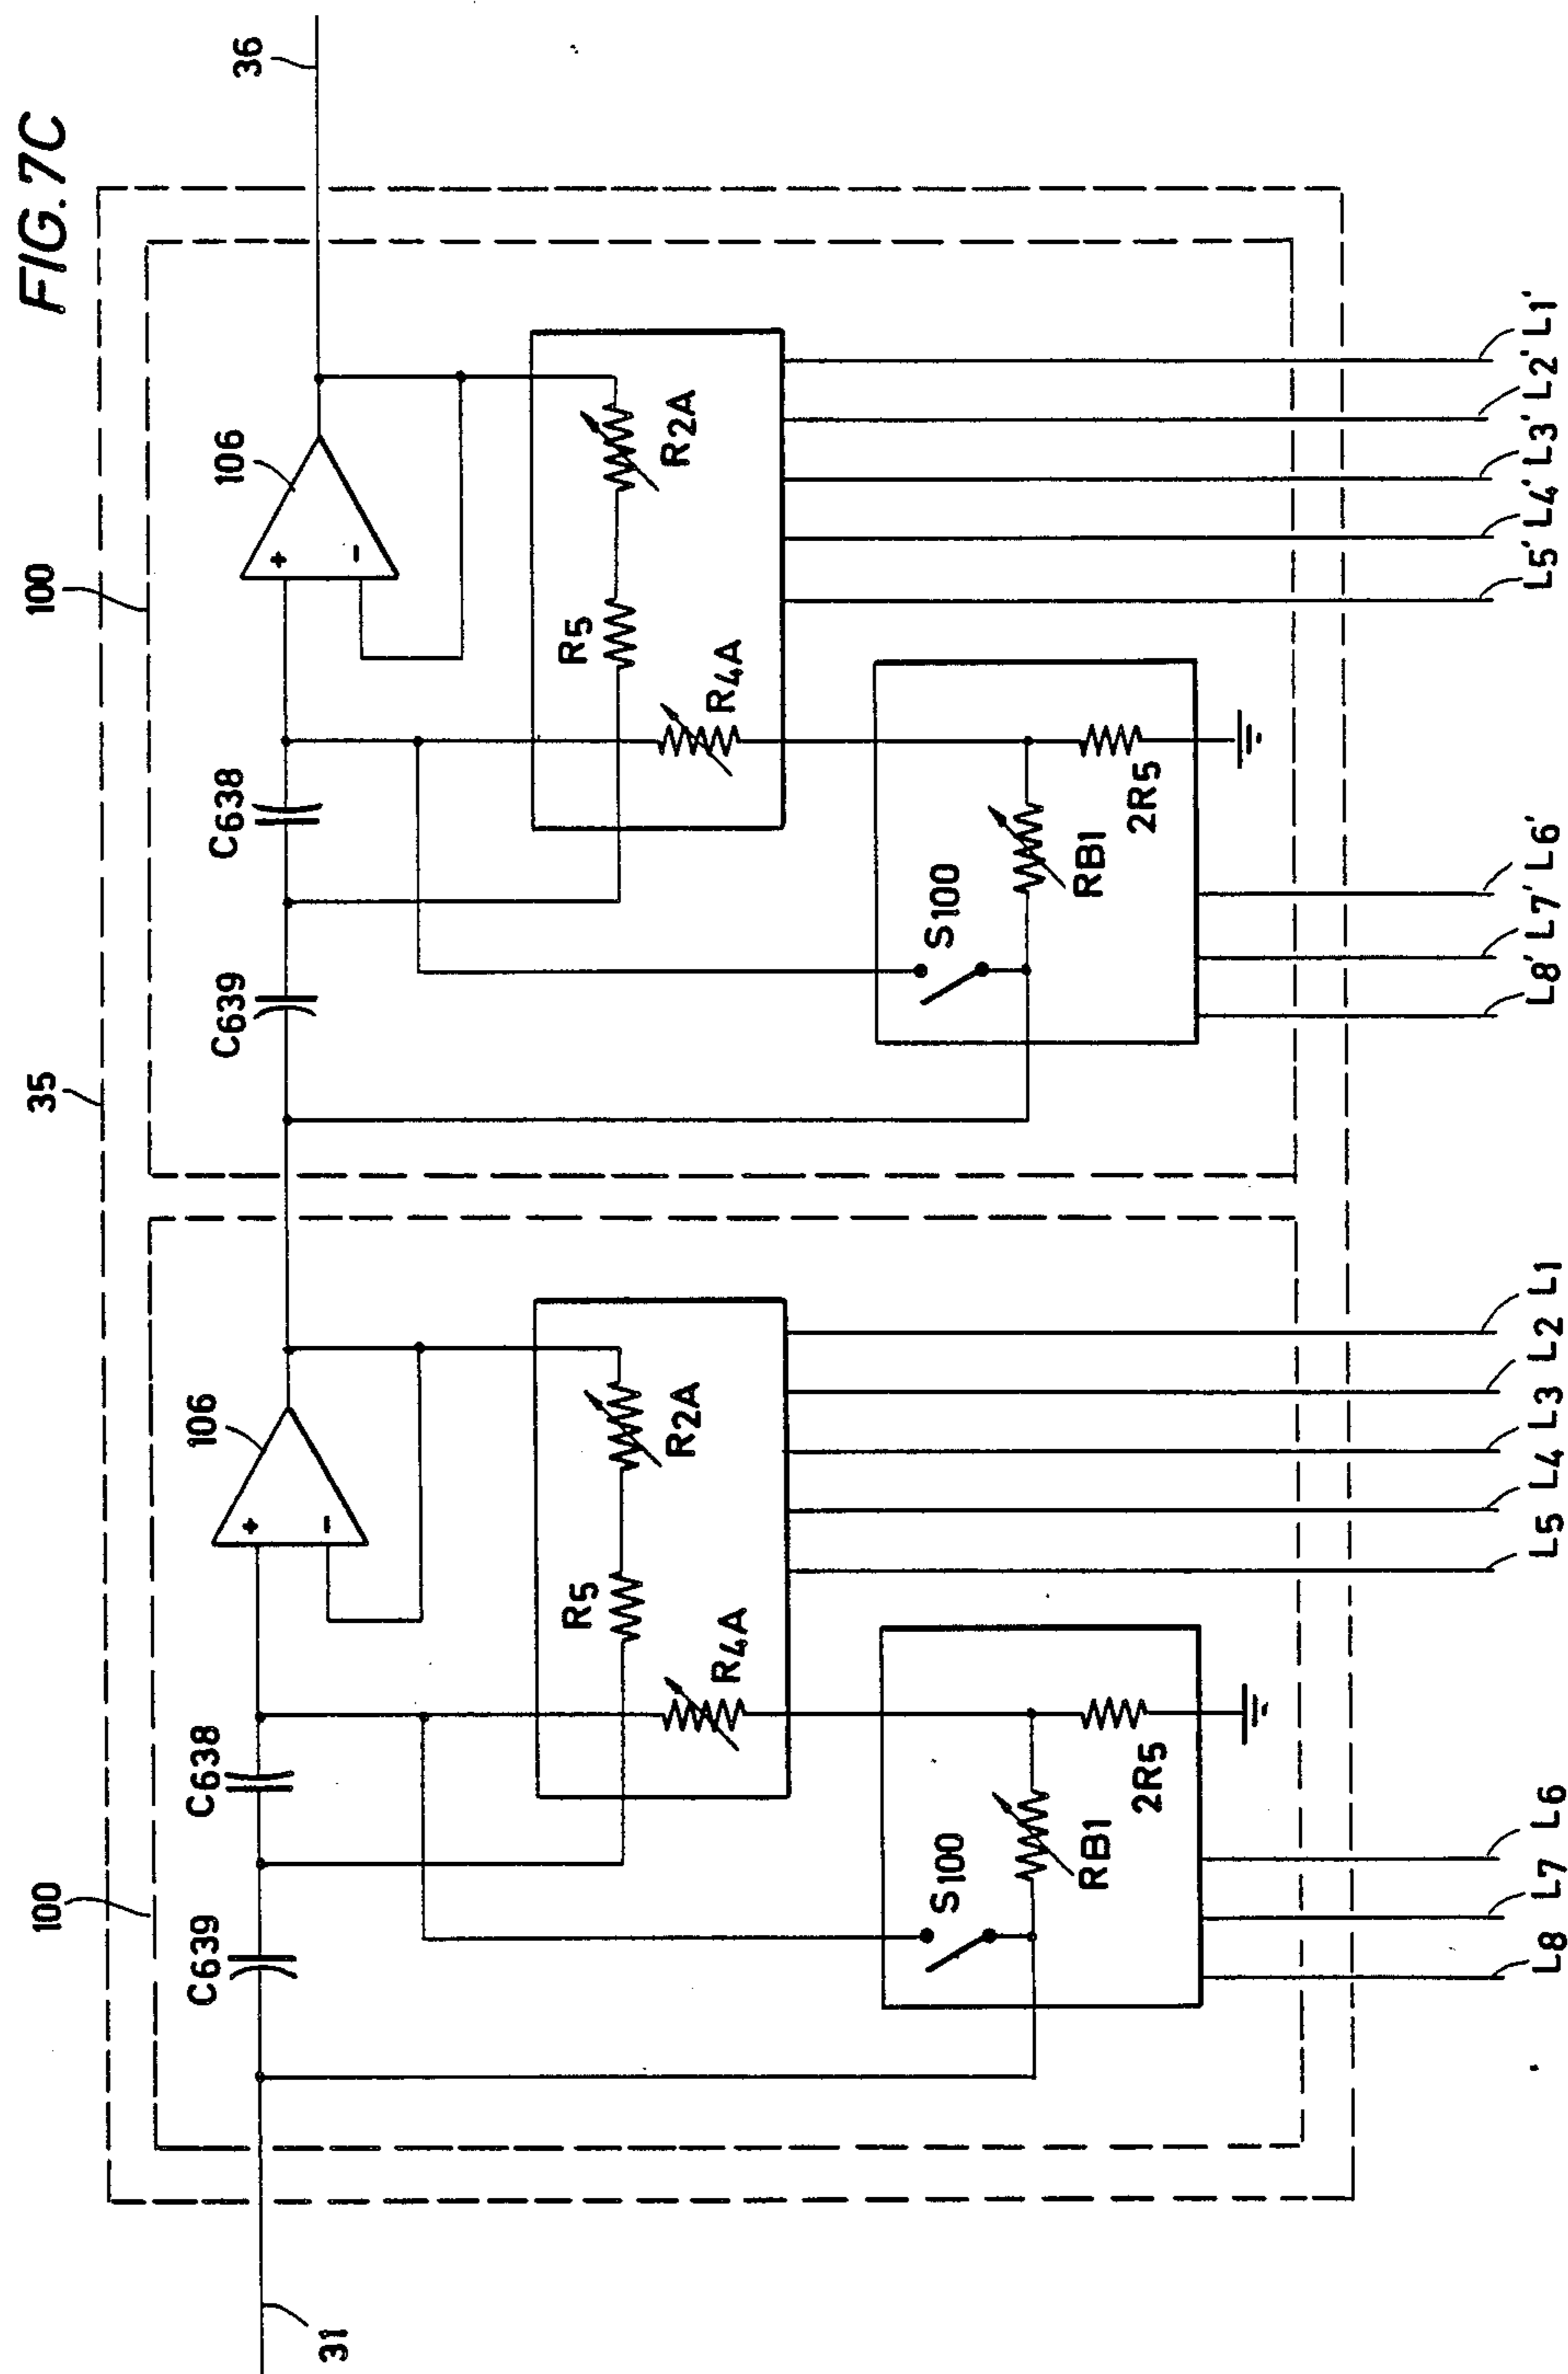 FIG. 7C
35
100
100
31
36
C639
C638
106
R5
R2A
R4A
S100
RB1
2R5
+
-
L8
L7
L6
L5
L4
L3
L2
L1
C639
C638
106
R5
R2A
R4A
S100
RB1
2R5
+
-
L8'
L7'
L6'
L5'
L4'
L3'
L2'
L1'